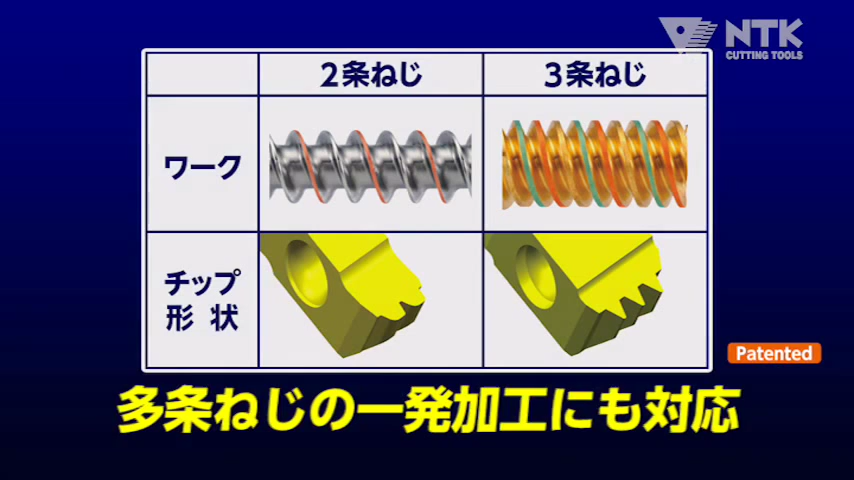 NTK
CUTTING TOOLS
2条ねじ
3条ねじ
ワーク
チップ
形 状
Patented
多条ねじの一発加工にも対応